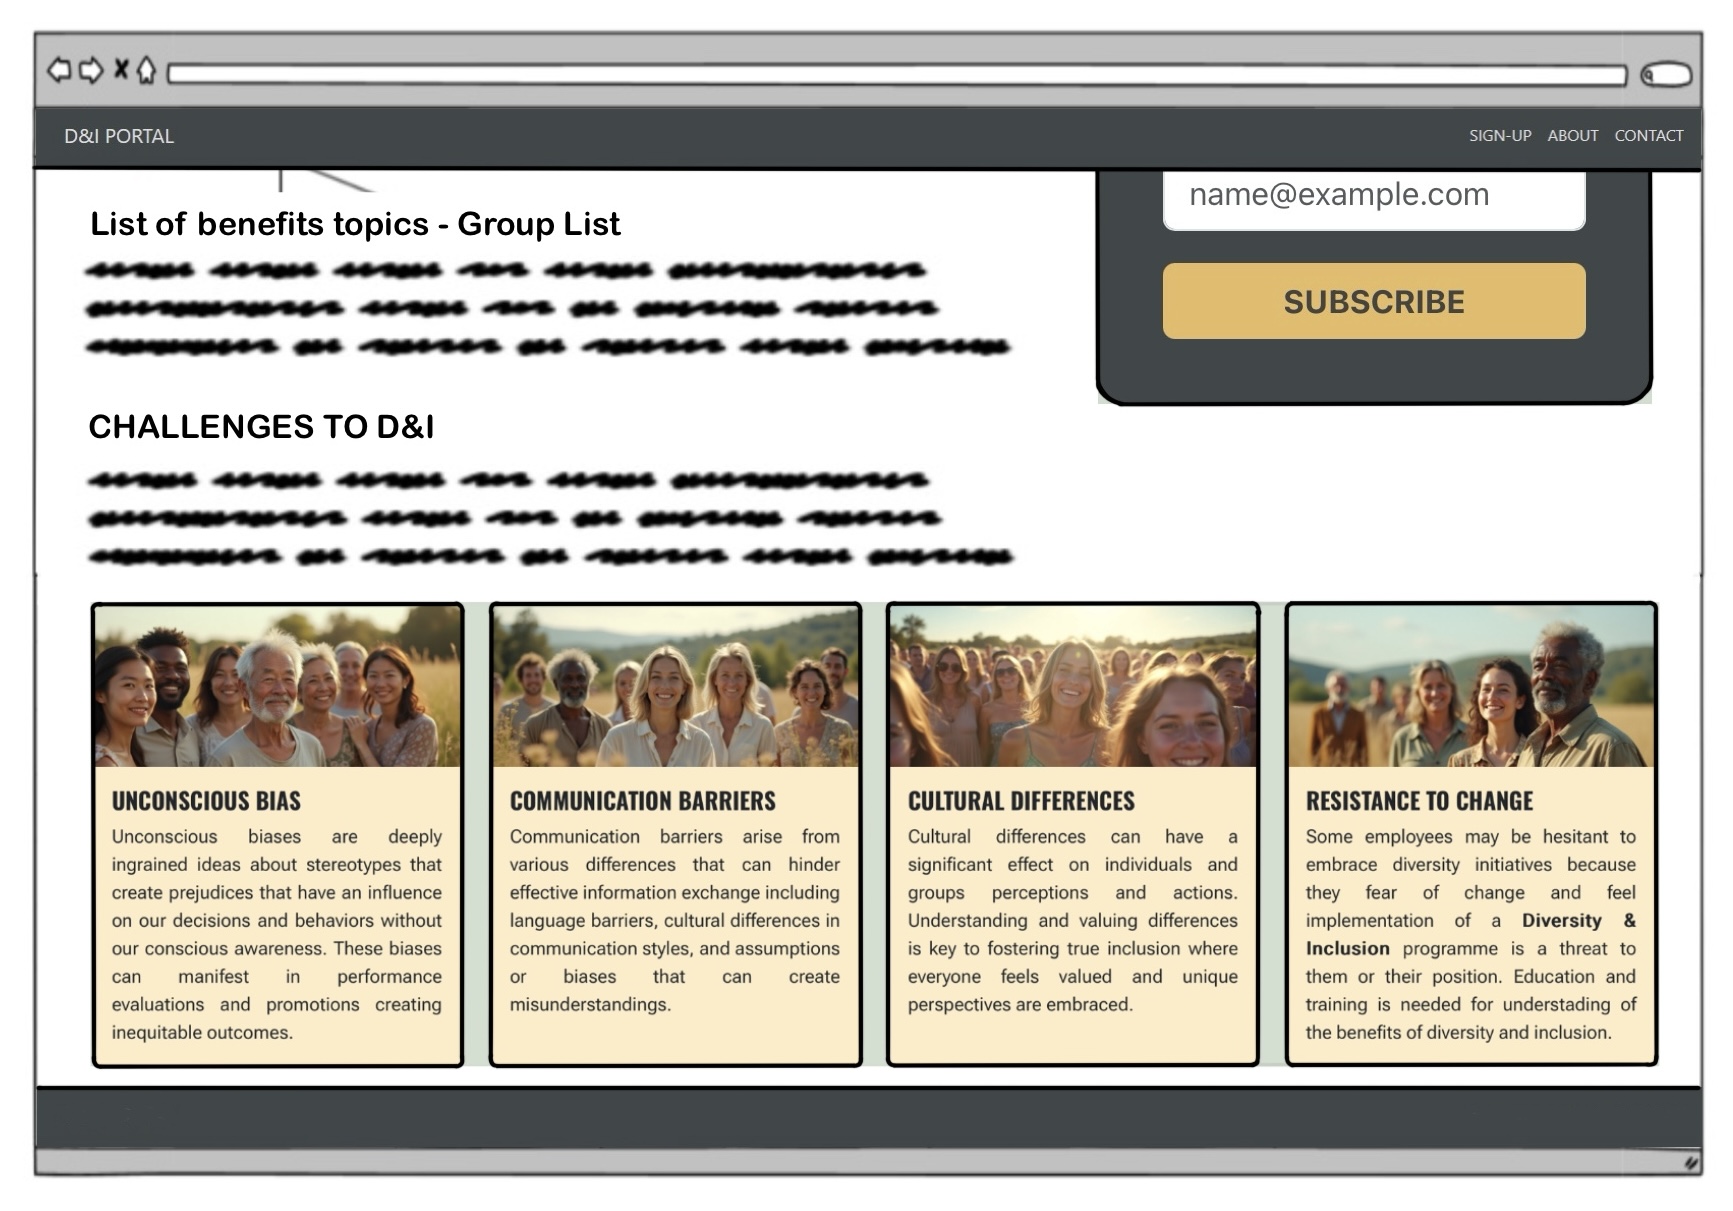 D&I PORTAL
SIGN-UP ABOUT CONTACT
name@example.com
SUBSCRIBE
List of benefits topics - Group List
CHALLENGES TO D&I
UNCONSCIOUS BIAS
Unconscious biases are deeply
ingrained ideas about stereotypes that
create prejudices that have an influence
on our decisions and behaviors without
our conscious awareness. These biases
can manifest in performance
evaluations and promotions creating
inequitable outcomes.
COMMUNICATION BARRIERS
Communication barriers arise from
various differences that can hinder
effective information exchange including
language barriers, cultural differences in
communication styles, and assumptions
or biases that can create
misunderstandings.
CULTURAL DIFFERENCES
Cultural differences can have a
significant effect on individuals and
groups perceptions and actions.
Understanding and valuing differences
is key to fostering true inclusion where
everyone feels valued and unique
perspectives are embraced.
RESISTANCE TO CHANGE
Some employees may be hesitant to
embrace diversity initiatives because
they fear of change and feel
implementation of a Diversity &
Inclusion programme is a threat to
them or their position. Education and
training is needed for understading of
the benefits of diversity and inclusion.